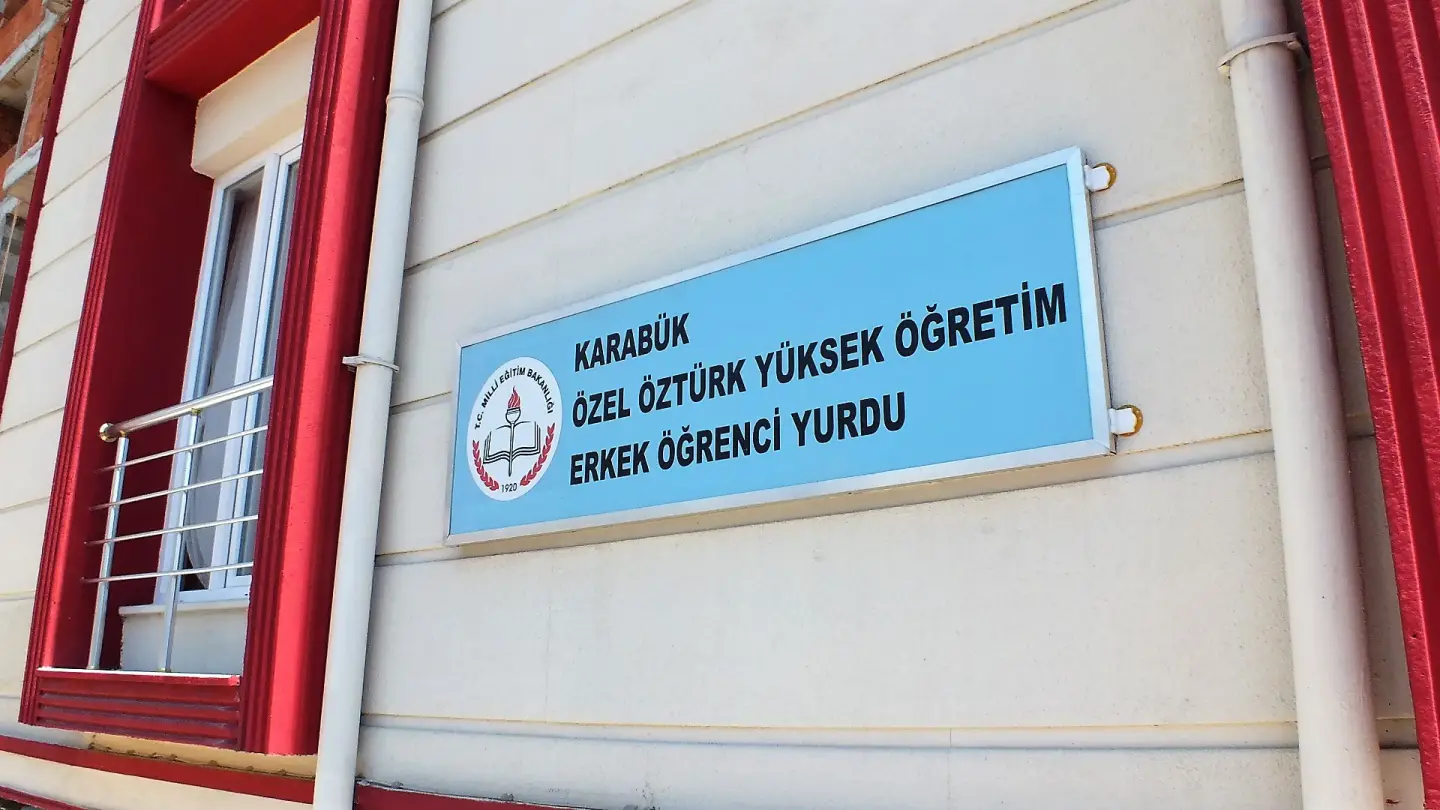 T.C. MİLLÎ EĞİTİM BAKANLIĞI
1920
KARABÜK
ÖZEL ÖZTÜRK YÜKSEK ÖĞRETİM
ERKEK ÖĞRENCİ YURDU